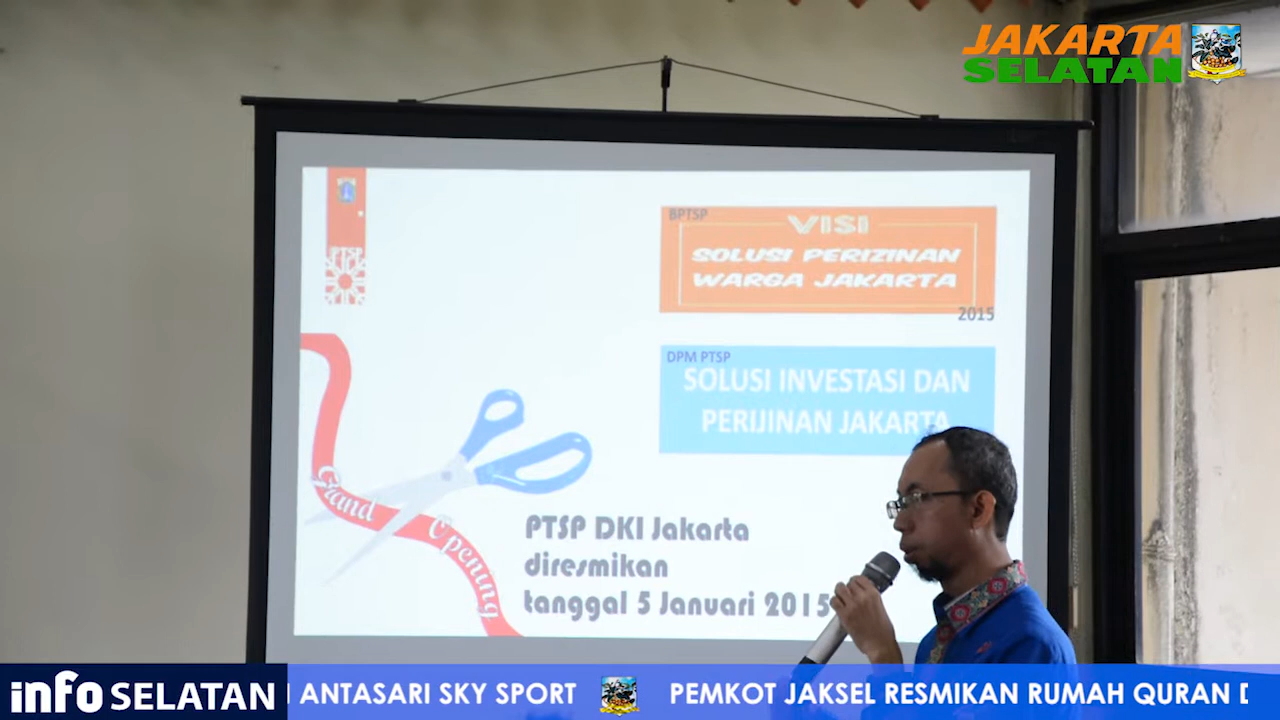 JAKARTA
SELATAN
PTSP
BPTSP
VISI
SOLUSI PERIZINAN
WARGA JAKARTA
2015
DPM PTSP
SOLUSI INVESTASI DAN
PERIJINAN JAKARTA
Grand Opening
PTSP DKI Jakarta
diresmikan
tanggal 5 Januari 2015
info SELATAN
ANTASARI SKY SPORT PEMKOT JAKSEL RESMIKAN RUMAH QURAN D